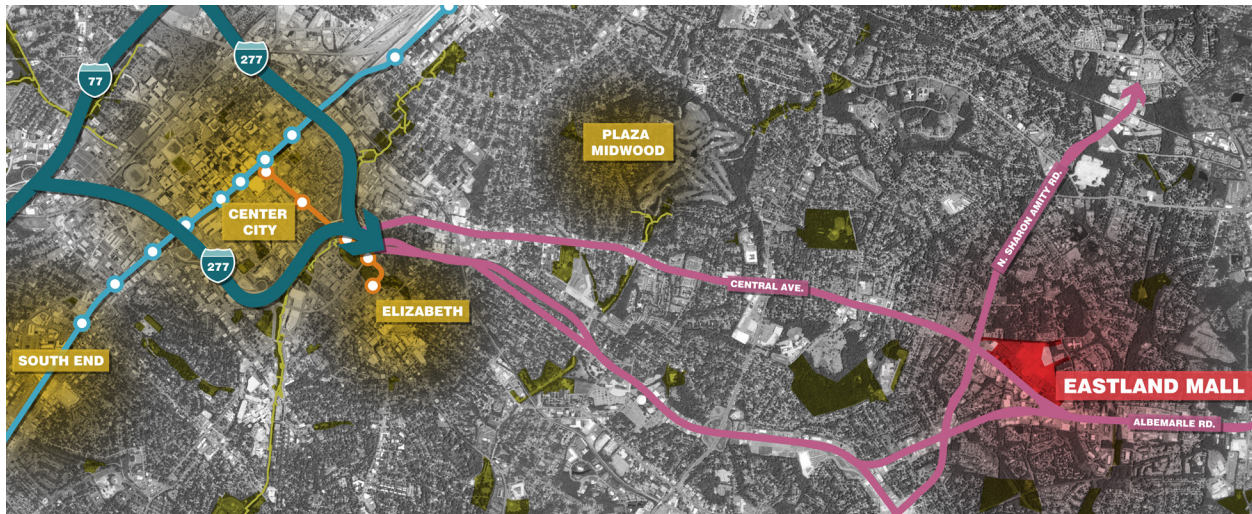 277
77
PLAZA
MIDWOOD
N. SHARON AMITY RD.
CENTER
CITY
277
CENTRAL AVE.
ELIZABETH
SOUTH END
EASTLAND MALL
ALBEMARLE RD.